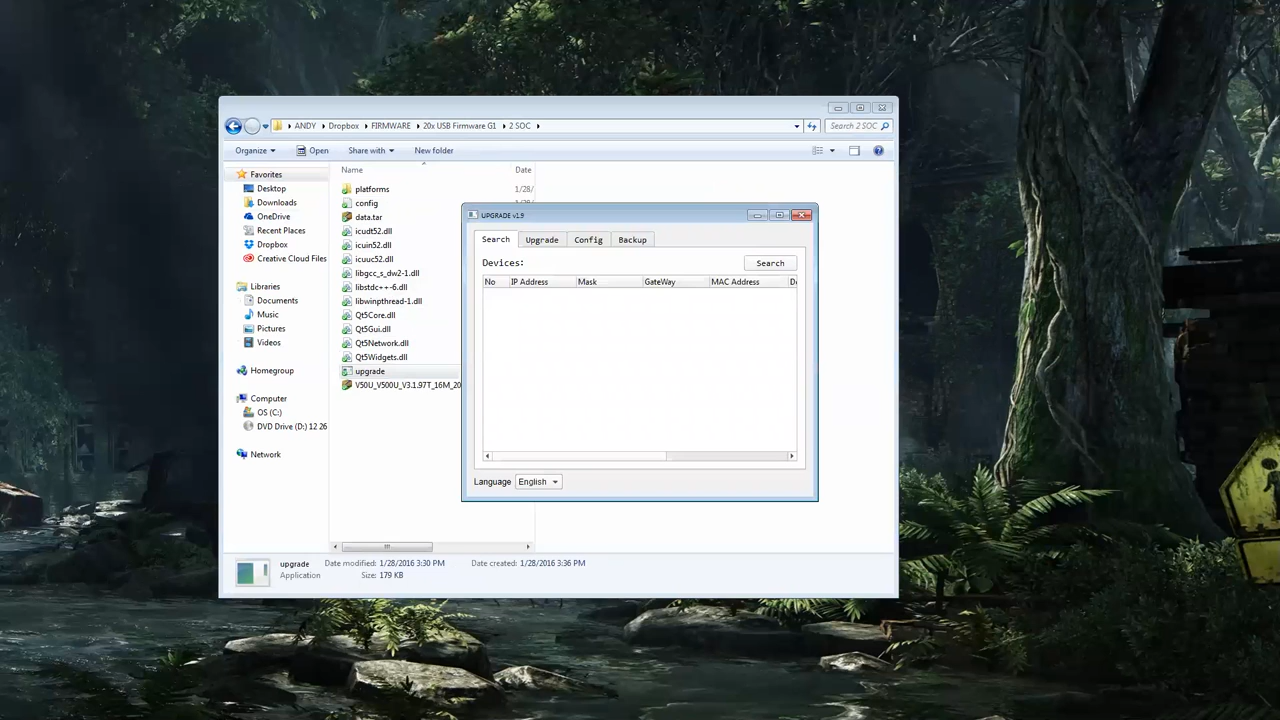 ANDY
Dropbox
FIRMWARE
20x USB Firmware G1
2 SOC
Search 2 SOC
Organize
Open
Share with
New folder
Favorites
Desktop
Downloads
OneDrive
Recent Places
Dropbox
Creative Cloud Files
Libraries
Documents
Music
Pictures
Videos
Homegroup
Computer
OS (C:)
DVD Drive (D:) 12 26
Network
Name
Date
platforms
1/28/
config
data.tar
icudt52.dll
icuin52.dll
icuuc52.dll
libgcc_s_dw2-1.dll
libstdc++-6.dll
libwinpthread-1.dll
Qt5Core.dll
Qt5Gui.dll
Qt5Network.dll
Qt5Widgets.dll
upgrade
V50U_V500U_V3.1.97T_16M_20
UPGRADE v1.9
Search
Upgrade
Config
Backup
Devices:
Search
No
IP Address
Mask
GateWay
MAC Address
Language
English
upgrade
Date modified: 1/28/2016 3:30 PM
Date created: 1/28/2016 3:36 PM
Application
Size: 179 KB